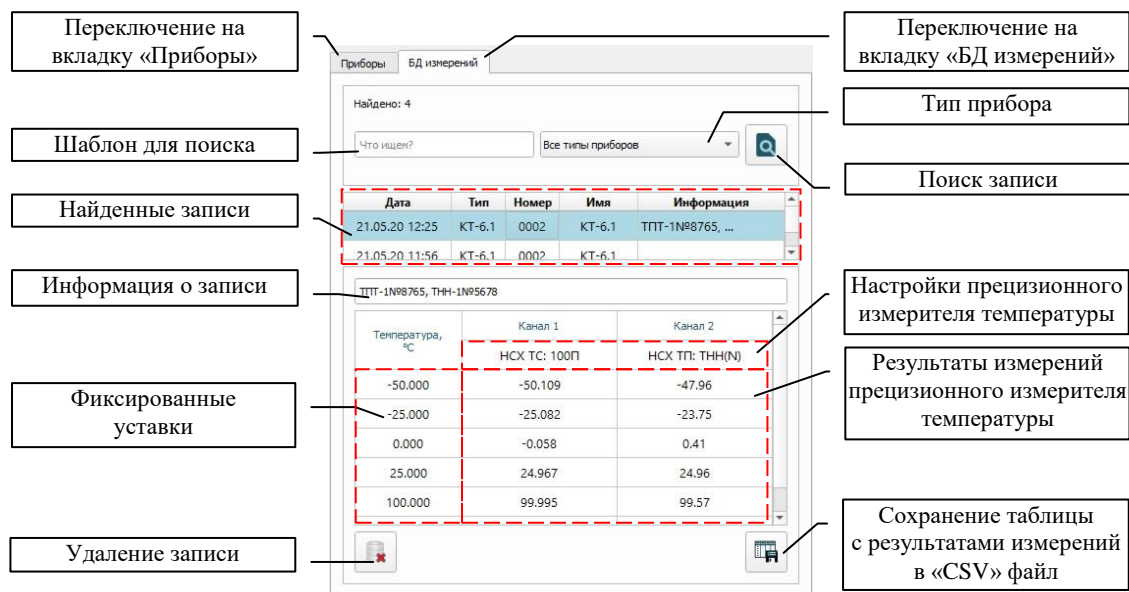 Переключение на
вкладку «Приборы»
Переключение на
вкладку «БД измерений»
Приборы БД измерений
Найдено: 4
Тип прибора
Шаблон для поиска
Что ищем? Все типы приборов
Поиск записи
Найденные записи
Дата Тип Номер Имя Информация
21.05.20 12:25 КТ-6.1 0002 КТ-6.1 ТПТ-1№8765, ...
21.05.20 11:56 КТ-6.1 0002 КТ-6.1
Информация о записи
ТПТ-1№8765, ТНН-1№5678
Настройки прецизионного
измерителя температуры
Температура,
°C
Канал 1 Канал 2
НСХ ТС: 100П НСХ ТП: ТНН(N)
Результаты измерений
прецизионного измерителя
температуры
Фиксированные
уставки
-50.000 -50.109 -47.96
-25.000 -25.082 -23.75
0.000 -0.058 0.41
25.000 24.967 24.96
100.000 99.995 99.57
Удаление записи
Сохранение таблицы
с результатами измерений
в «CSV» файл